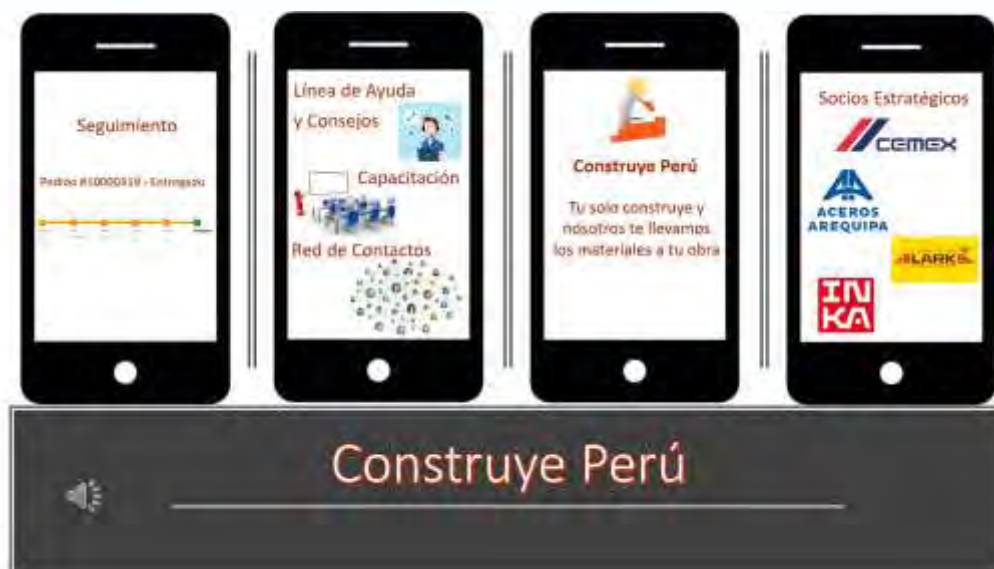 Seguimiento
Pedido #10000319 - Entregado
Línea de Ayuda
y Consejos
Capacitación
Red de Contactos
Construye Perú
Tu solo construye y
nosotros te llevamos
los materiales a tu obra
Socios Estratégicos
CEMEX
ACEROS
AREQUIPA
LARK
INKA
Construye Perú